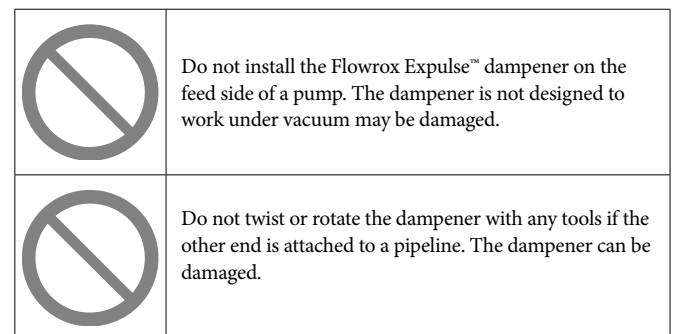 Do not install the Flowrox Expulse™ dampener on the
feed side of a pump. The dampener is not designed to
work under vacuum may be damaged.
Do not twist or rotate the dampener with any tools if the
other end is attached to a pipeline. The dampener can be
damaged.